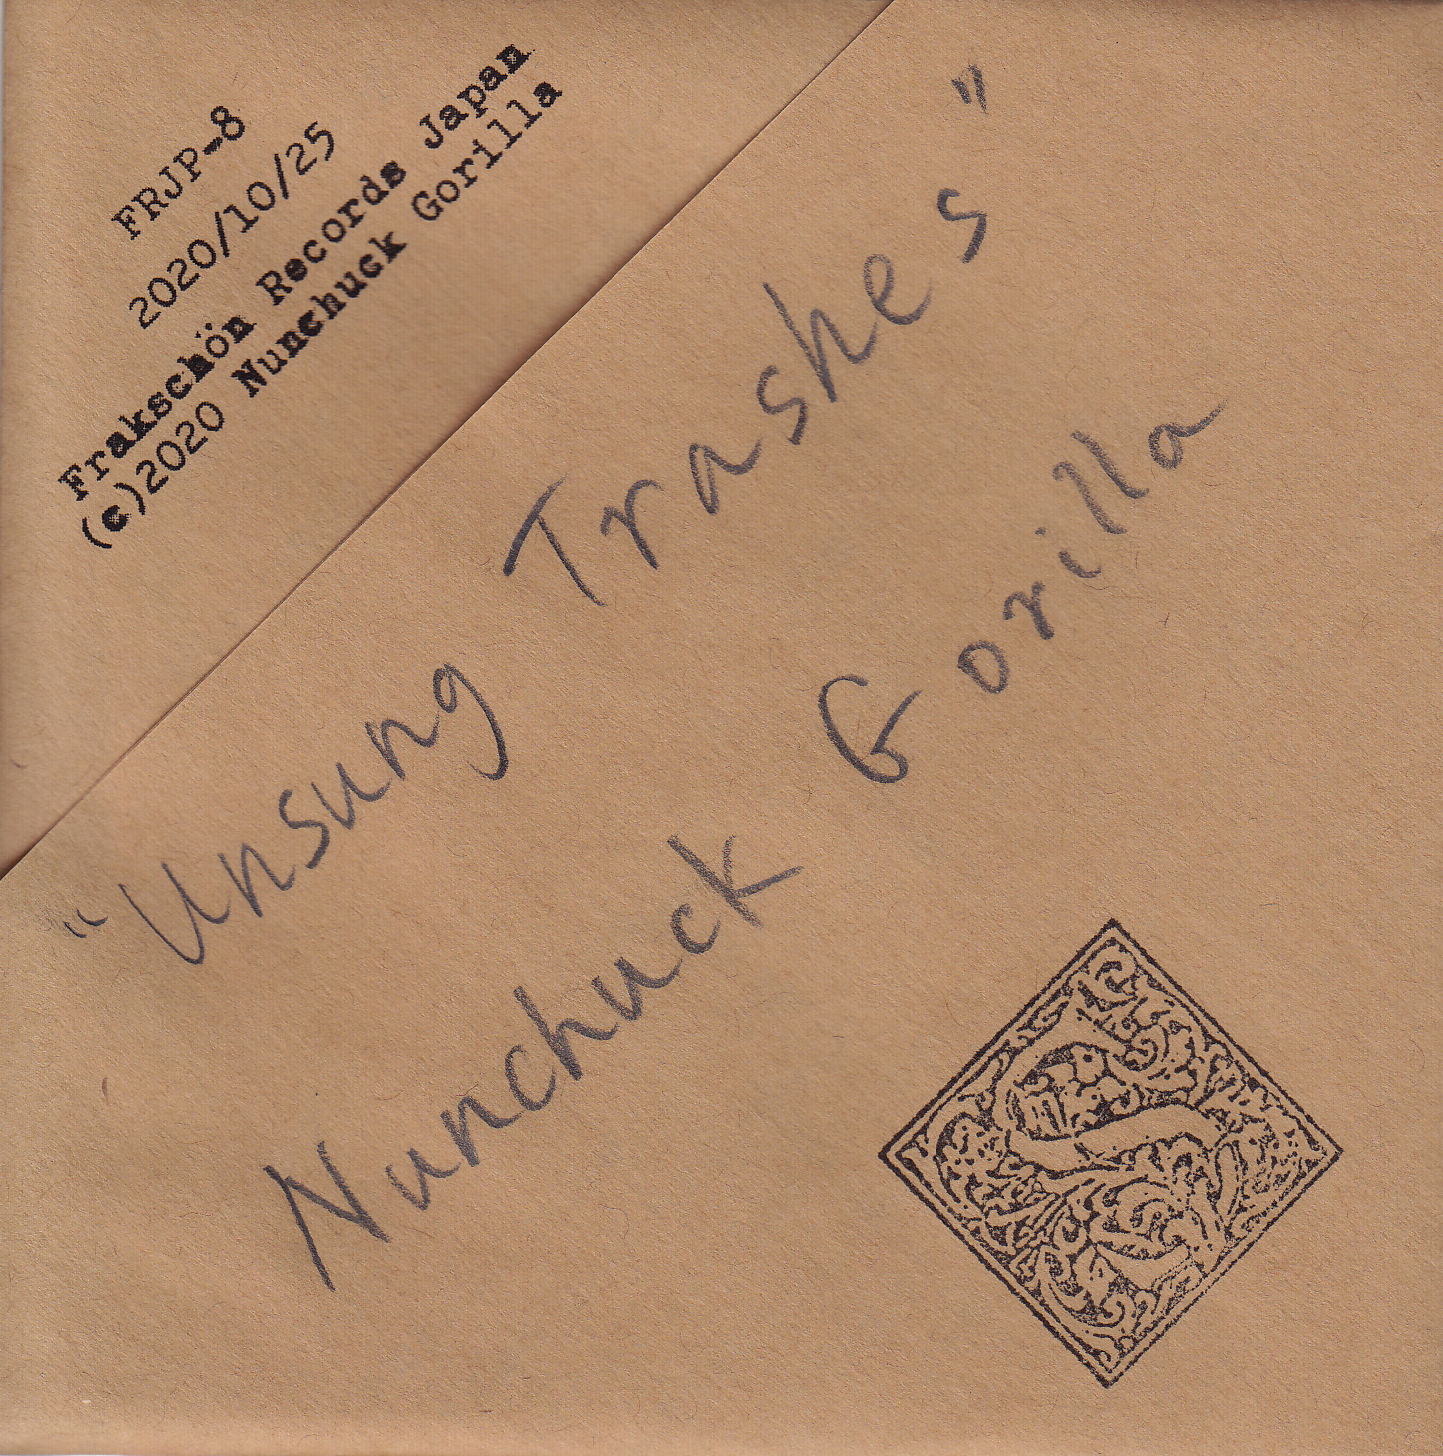 FRJP-8
2020/10/25
Frakschön Records Japan
(c)2020 Nunchuck Gorilla
"Unsung Trashes"
Nunchuck Gorilla